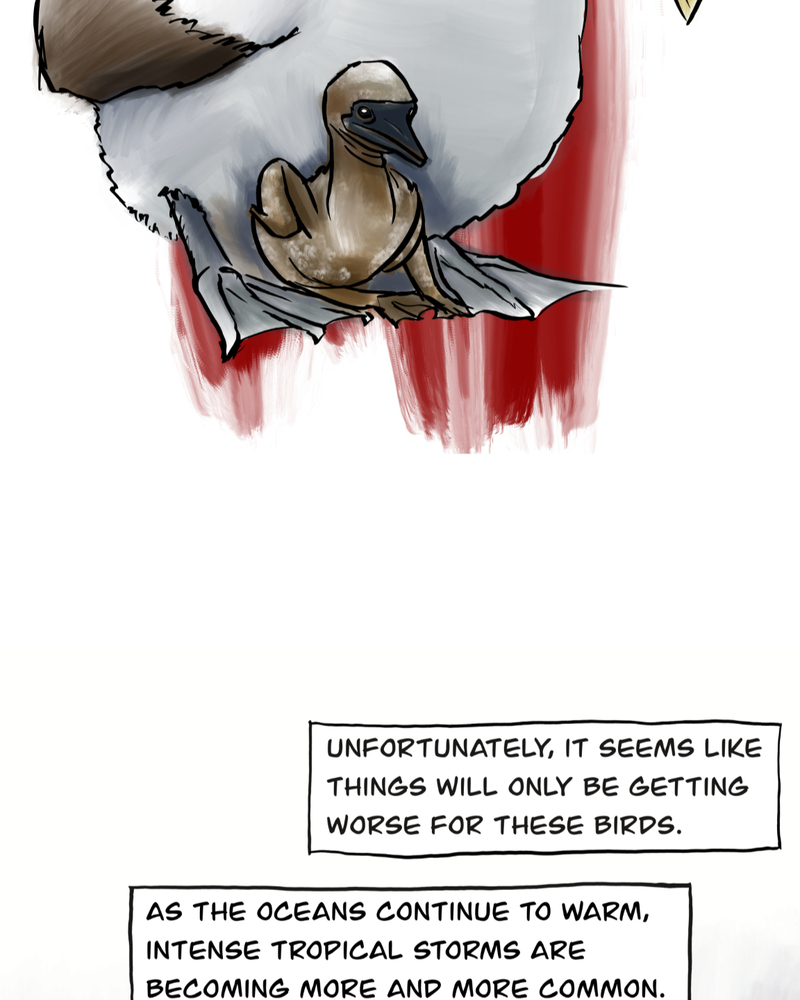 UNFORTUNATELY, IT SEEMS LIKE
THINGS WILL ONLY BE GETTING
WORSE FOR THESE BIRDS.
AS THE OCEANS CONTINUE TO WARM,
INTENSE TROPICAL STORMS ARE
BECOMING MORE AND MORE COMMON.